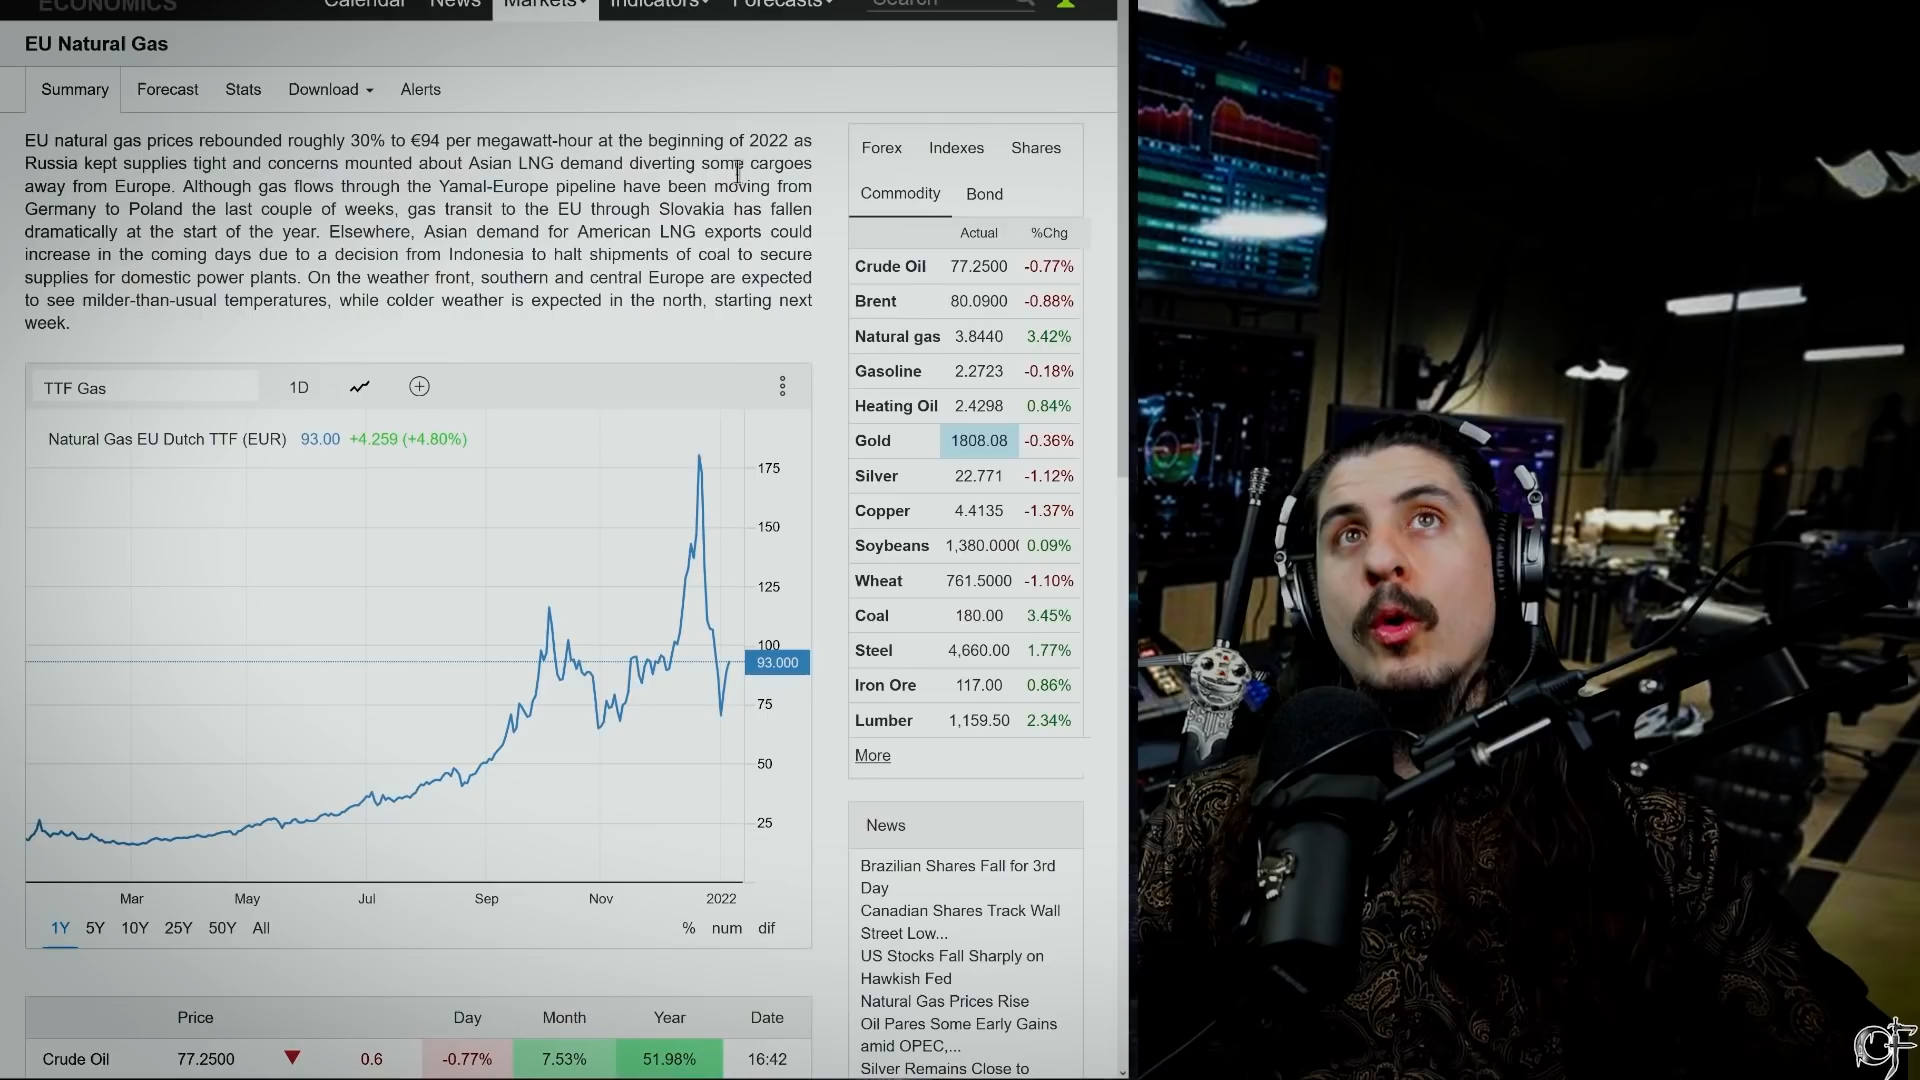 ECONOMICS
Calendar News Markets Indicators Forecasts Search
EU Natural Gas
Summary Forecast Stats Download Alerts
EU natural gas prices rebounded roughly 30% to €94 per megawatt-hour at the beginning of 2022 as
Russia kept supplies tight and concerns mounted about Asian LNG demand diverting some cargoes
away from Europe. Although gas flows through the Yamal-Europe pipeline have been moving from
Germany to Poland the last couple of weeks, gas transit to the EU through Slovakia has fallen
dramatically at the start of the year. Elsewhere, Asian demand for American LNG exports could
increase in the coming days due to a decision from Indonesia to halt shipments of coal to secure
supplies for domestic power plants. On the weather front, southern and central Europe are expected
to see milder-than-usual temperatures, while colder weather is expected in the north, starting next
week.
TTF Gas 1D
Natural Gas EU Dutch TTF (EUR) 93.00 +4.259 (+4.80%)
175
150
125
100
93.000
75
50
25
Mar May Jul Sep Nov 2022
1Y 5Y 10Y 25Y 50Y All % num dif
Price Day Month Year Date
Crude Oil 77.2500 0.6 -0.77% 7.53% 51.98% 16:42
Forex Indexes Shares
Commodity Bond
Actual %Chg
Crude Oil 77.2500 -0.77%
Brent 80.0900 -0.88%
Natural gas 3.8440 3.42%
Gasoline 2.2723 -0.18%
Heating Oil 2.4298 0.84%
Gold 1808.08 -0.36%
Silver 22.771 -1.12%
Copper 4.4135 -1.37%
Soybeans 1,380.000 0.09%
Wheat 761.5000 -1.10%
Coal 180.00 3.45%
Steel 4,660.00 1.77%
Iron Ore 117.00 0.86%
Lumber 1,159.50 2.34%
More
News
Brazilian Shares Fall for 3rd
Day
Canadian Shares Track Wall
Street Low...
US Stocks Fall Sharply on
Hawkish Fed
Natural Gas Prices Rise
Oil Pares Some Early Gains
amid OPEC,...
Silver Remains Close to